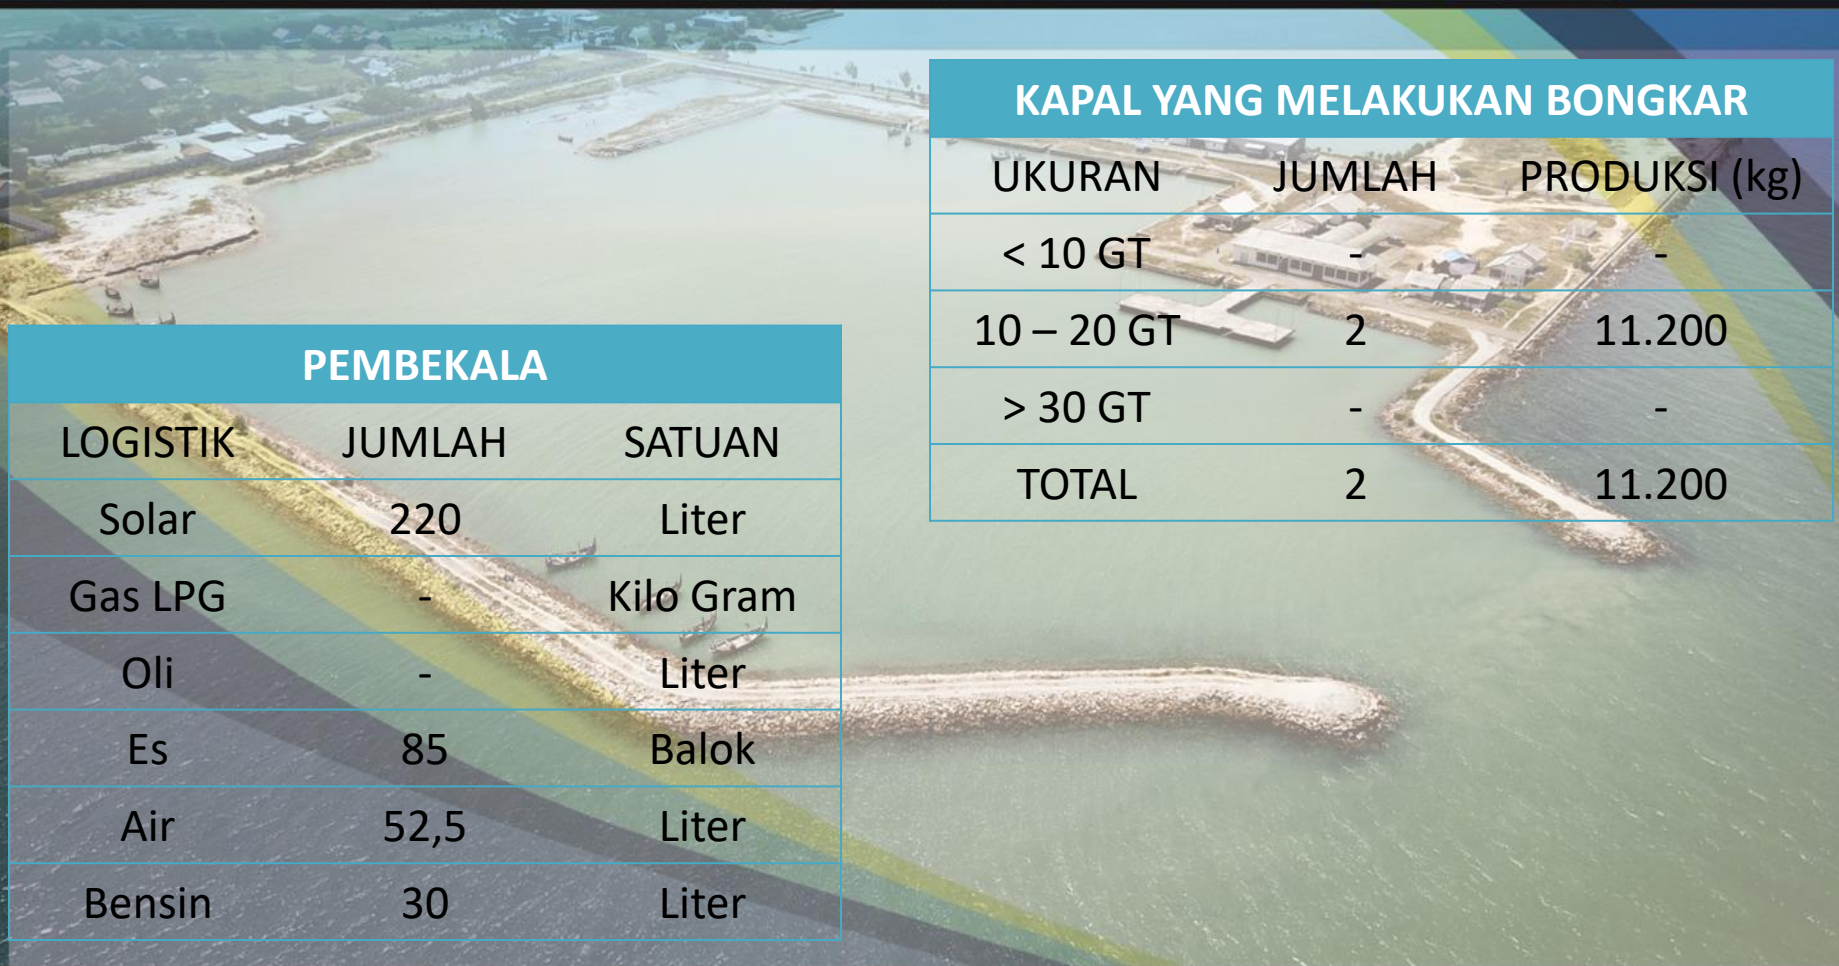 KAPAL YANG MELAKUKAN BONGKAR
UKURAN JUMLAH PRODUKSI (kg)
< 10 GT - -
10 – 20 GT 2 11.200
> 30 GT - -
TOTAL 2 11.200
PEMBEKALA
LOGISTIK JUMLAH SATUAN
Solar 220 Liter
Gas LPG - Kilo Gram
Oli - Liter
Es 85 Balok
Air 52,5 Liter
Bensin 30 Liter